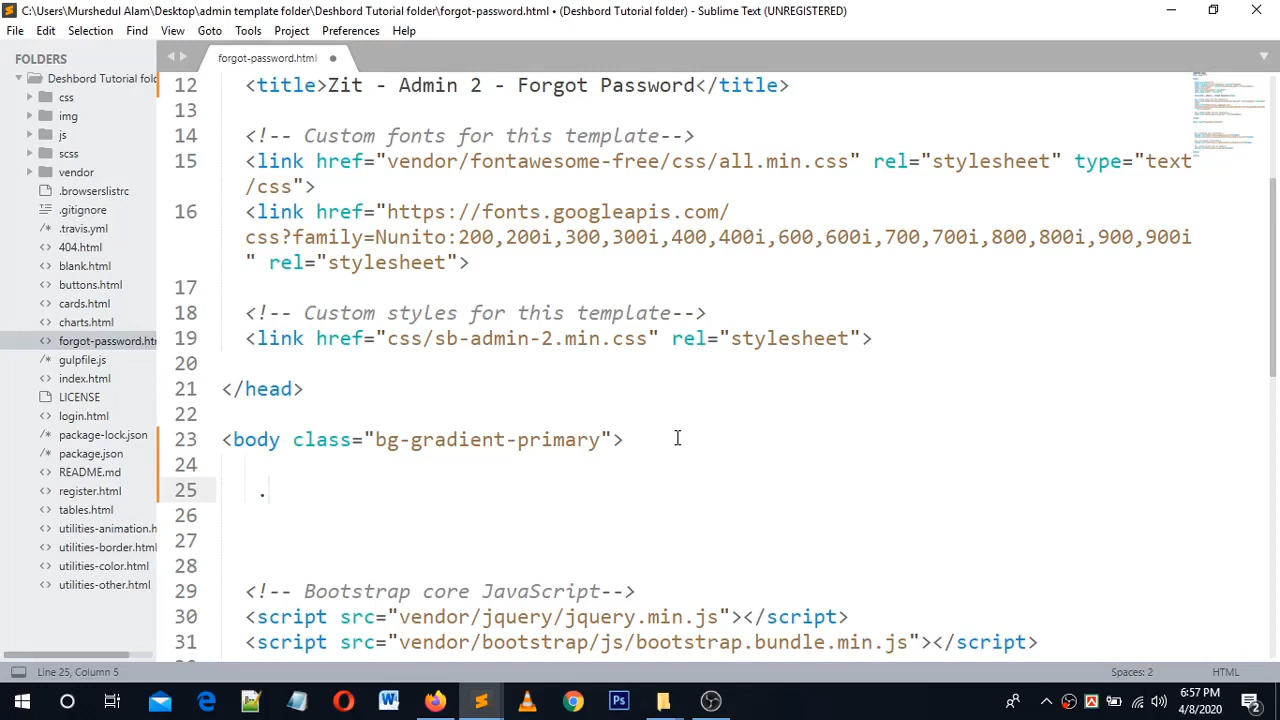 C:\Users\Murshedul Alam\Desktop\admin template folder\Deshbord Tutorial folder\forgot-password.html • (Deshbord Tutorial folder) - Sublime Text (UNREGISTERED)
File Edit Selection Find View Goto Tools Project Preferences Help
FOLDERS
Deshbord Tutorial fold
css
img
js
scss
vendor
.browserslistrc
.gitignore
.travis.yml
404.html
blank.html
buttons.html
cards.html
charts.html
forgot-password.htm
gulpfile.js
index.html
LICENSE
login.html
package-lock.json
package.json
README.md
register.html
tables.html
utilities-animation.h
utilities-border.html
utilities-color.html
utilities-other.html
forgot-password.html
12 <title>Zit - Admin 2 - Forgot Password</title>
13
14 <!-- Custom fonts for this template-->
15 <link href="vendor/fontawesome-free/css/all.min.css" rel="stylesheet" type="text
/css">
16 <link href="https://fonts.googleapis.com/
css?family=Nunito:200,200i,300,300i,400,400i,600,600i,700,700i,800,800i,900,900i
" rel="stylesheet">
17
18 <!-- Custom styles for this template-->
19 <link href="css/sb-admin-2.min.css" rel="stylesheet">
20
21 </head>
22
23 <body class="bg-gradient-primary">
24
25 .
26
27
28
29 <!-- Bootstrap core JavaScript-->
30 <script src="vendor/jquery/jquery.min.js"></script>
31 <script src="vendor/bootstrap/js/bootstrap.bundle.min.js"></script>
Line 25, Column 5
Spaces: 2
HTML
6:57 PM
4/8/2020
2